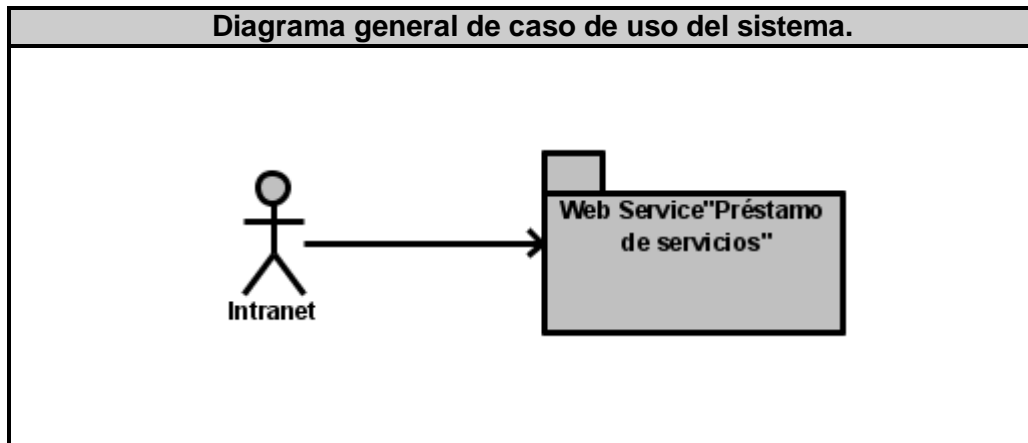 Diagrama general de caso de uso del sistema.
Web Service"Préstamo
de servicios"
Intranet